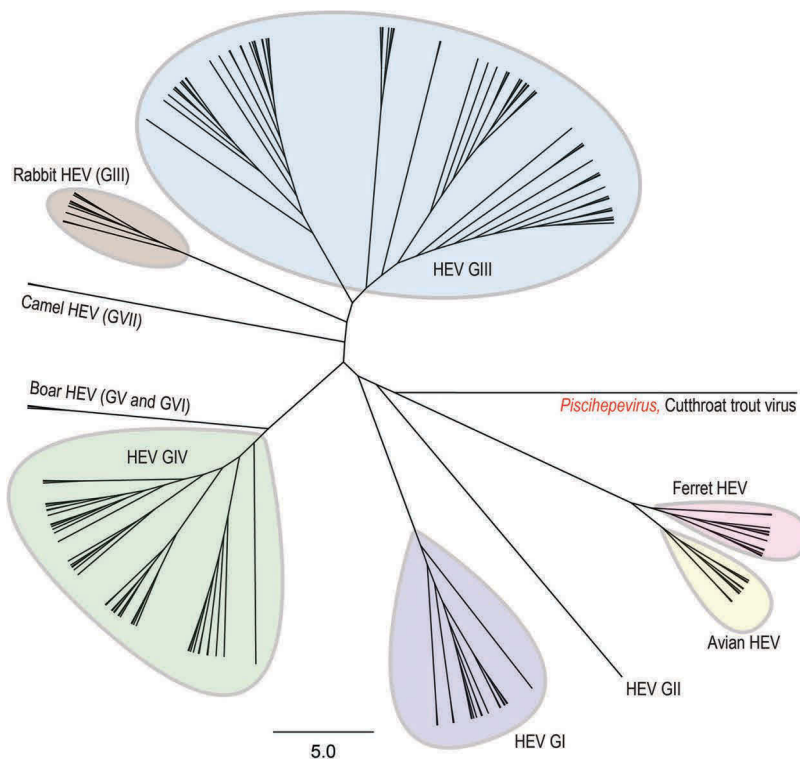 Rabbit HEV (GIII)
HEV GIII
Camel HEV (GVII)
Boar HEV (GV and GVI)
Piscihepevirus, Cutthroat trout virus
HEV GIV
Ferret HEV
Avian HEV
HEV GII
HEV GI
5.0